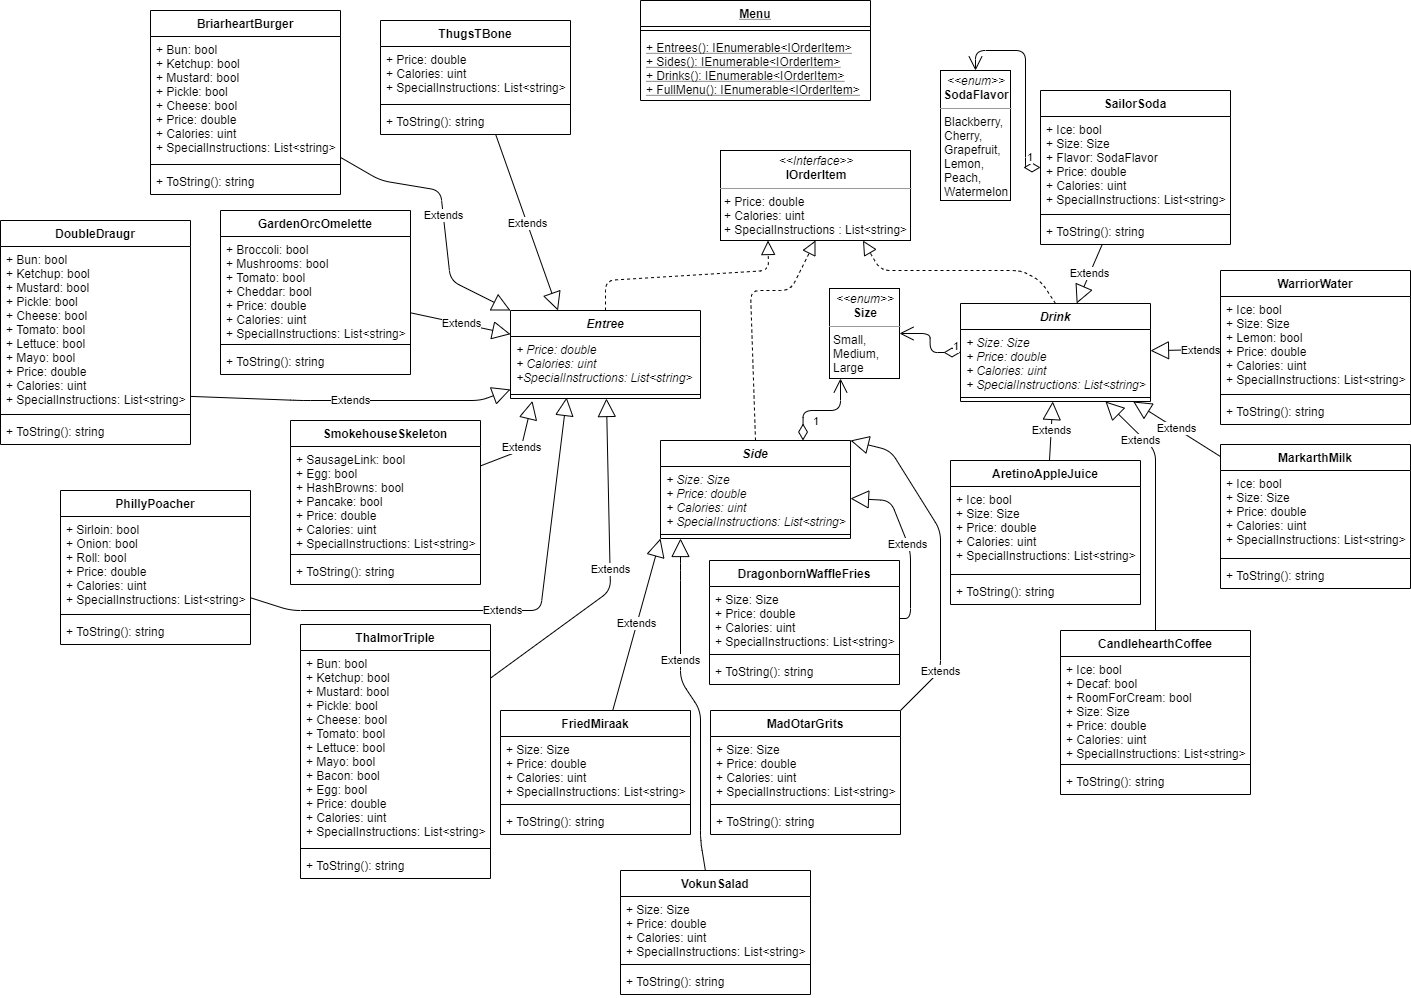 BriarheartBurger
+ Bun: bool
+ Ketchup: bool
+ Mustard: bool
+ Pickle: bool
+ Cheese: bool
+ Price: double
+ Calories: uint
+ SpecialInstructions: List<string>
+ ToString(): string
ThugsTBone
+ Price: double
+ Calories: uint
+ SpecialInstructions: List<string>
+ ToString(): string
Menu
+ Entrees(): IEnumerable<IOrderItem>
+ Sides(): IEnumerable<IOrderItem>
+ Drinks(): IEnumerable<IOrderItem>
+ FullMenu(): IEnumerable<IOrderItem>
<<enum>>
SodaFlavor
Blackberry,
Cherry,
Grapefruit,
Lemon,
Peach,
Watermelon
1
SailorSoda
+ Ice: bool
+ Size: Size
+ Flavor: SodaFlavor
+ Price: double
+ Calories: uint
+ SpecialInstructions: List<string>
+ ToString(): string
<<Interface>>
IOrderItem
+ Price: double
+ Calories: uint
+ SpecialInstructions : List<string>
Extends
Extends
Extends
DoubleDraugr
+ Bun: bool
+ Ketchup: bool
+ Mustard: bool
+ Pickle: bool
+ Cheese: bool
+ Tomato: bool
+ Lettuce: bool
+ Mayo: bool
+ Price: double
+ Calories: uint
+ SpecialInstructions: List<string>
+ ToString(): string
GardenOrcOmelette
+ Broccoli: bool
+ Mushrooms: bool
+ Tomato: bool
+ Cheddar: bool
+ Price: double
+ Calories: uint
+ SpecialInstructions: List<string>
+ ToString(): string
Extends
Extends
Entree
+ Price: double
+ Calories: uint
+SpecialInstructions: List<string>
<<enum>>
Size
Small,
Medium,
Large
1
1
Drink
+ Size: Size
+ Price: double
+ Calories: uint
+ SpecialInstructions: List<string>
Extends
WarriorWater
+ Ice: bool
+ Size: Size
+ Lemon: bool
+ Price: double
+ Calories: uint
+ SpecialInstructions: List<string>
+ ToString(): string
SmokehouseSkeleton
+ SausageLink: bool
+ Egg: bool
+ HashBrowns: bool
+ Pancake: bool
+ Price: double
+ Calories: uint
+ SpecialInstructions: List<string>
+ ToString(): string
Extends
Side
+ Size: Size
+ Price: double
+ Calories: uint
+ SpecialInstructions: List<string>
Extends
Extends
Extends
MarkarthMilk
+ Ice: bool
+ Size: Size
+ Price: double
+ Calories: uint
+ SpecialInstructions: List<string>
+ ToString(): string
AretinoAppleJuice
+ Ice: bool
+ Size: Size
+ Price: double
+ Calories: uint
+ SpecialInstructions: List<string>
+ ToString(): string
PhillyPoacher
+ Sirloin: bool
+ Onion: bool
+ Roll: bool
+ Price: double
+ Calories: uint
+ SpecialInstructions: List<string>
+ ToString(): string
Extends
Extends
Extends
Extends
Extends
Extends
DragonbornWaffleFries
+ Size: Size
+ Price: double
+ Calories: uint
+ SpecialInstructions: List<string>
+ ToString(): string
ThalmorTriple
+ Bun: bool
+ Ketchup: bool
+ Mustard: bool
+ Pickle: bool
+ Cheese: bool
+ Tomato: bool
+ Lettuce: bool
+ Mayo: bool
+ Bacon: bool
+ Egg: bool
+ Price: double
+ Calories: uint
+ SpecialInstructions: List<string>
+ ToString(): string
CandlehearthCoffee
+ Ice: bool
+ Decaf: bool
+ RoomForCream: bool
+ Size: Size
+ Price: double
+ Calories: uint
+ SpecialInstructions: List<string>
+ ToString(): string
FriedMiraak
+ Size: Size
+ Price: double
+ Calories: uint
+ SpecialInstructions: List<string>
+ ToString(): string
MadOtarGrits
+ Size: Size
+ Price: double
+ Calories: uint
+ SpecialInstructions: List<string>
+ ToString(): string
VokunSalad
+ Size: Size
+ Price: double
+ Calories: uint
+ SpecialInstructions: List<string>
+ ToString(): string